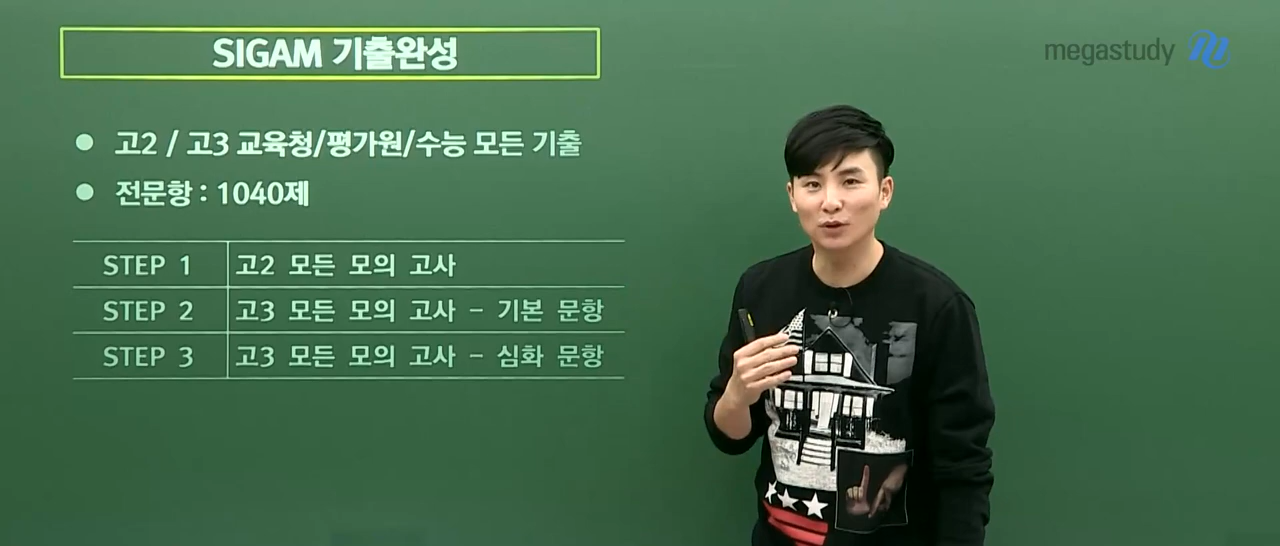 SIGAM 기출완성
megastudy
● 고2 / 고3 교육청/평가원/수능 모든 기출
● 전문항 : 1040제
STEP 1 고2 모든 모의 고사
STEP 2 고3 모든 모의 고사 - 기본 문항
STEP 3 고3 모든 모의 고사 - 심화 문항